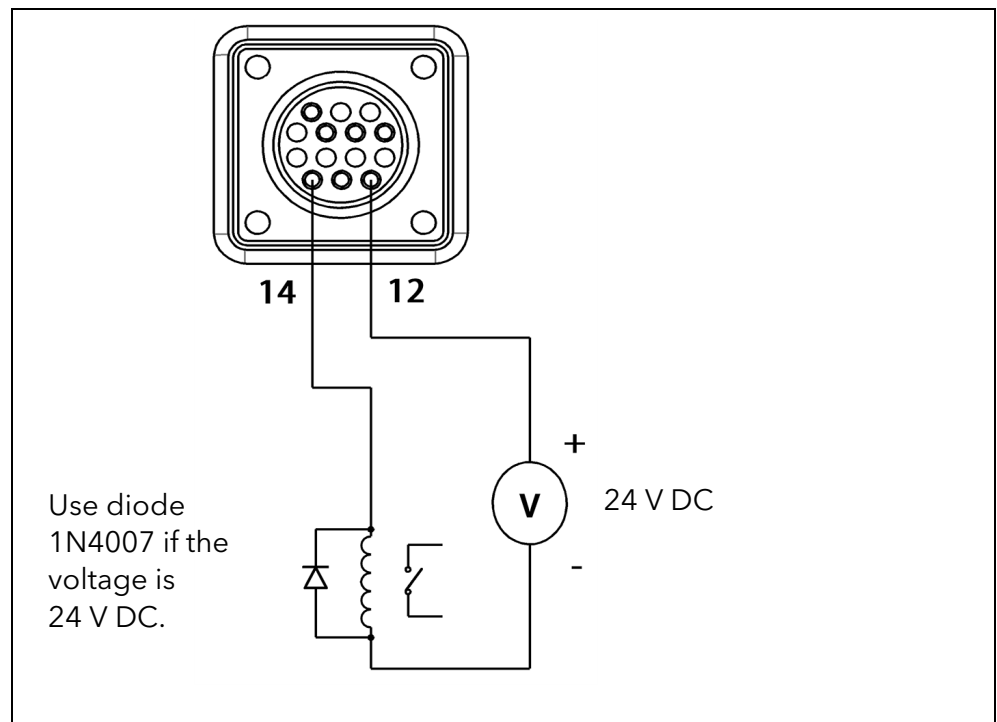 14
12
+
V
24 V DC
-
Use diode
1N4007 if the
voltage is
24 V DC.